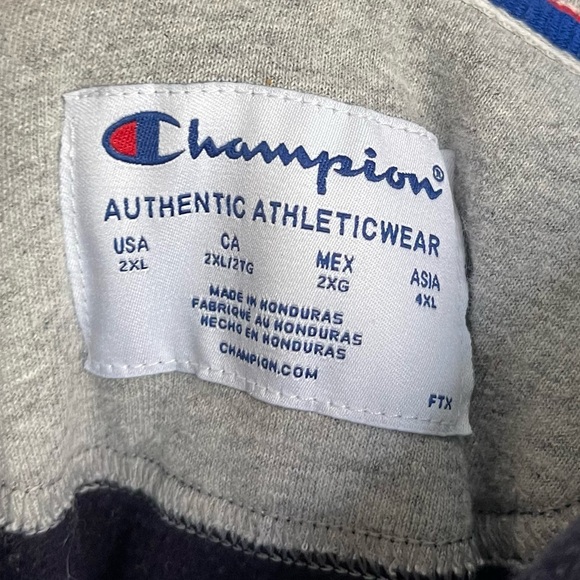 Champion®
AUTHENTIC ATHLETICWEAR
USA CA MEX ASIA
2XL 2XL/2TG 2XG 4XL
MADE IN HONDURAS
FABRIQUÉ AU HONDURAS
HECHO EN HONDURAS
CHAMPION.COM
FTX